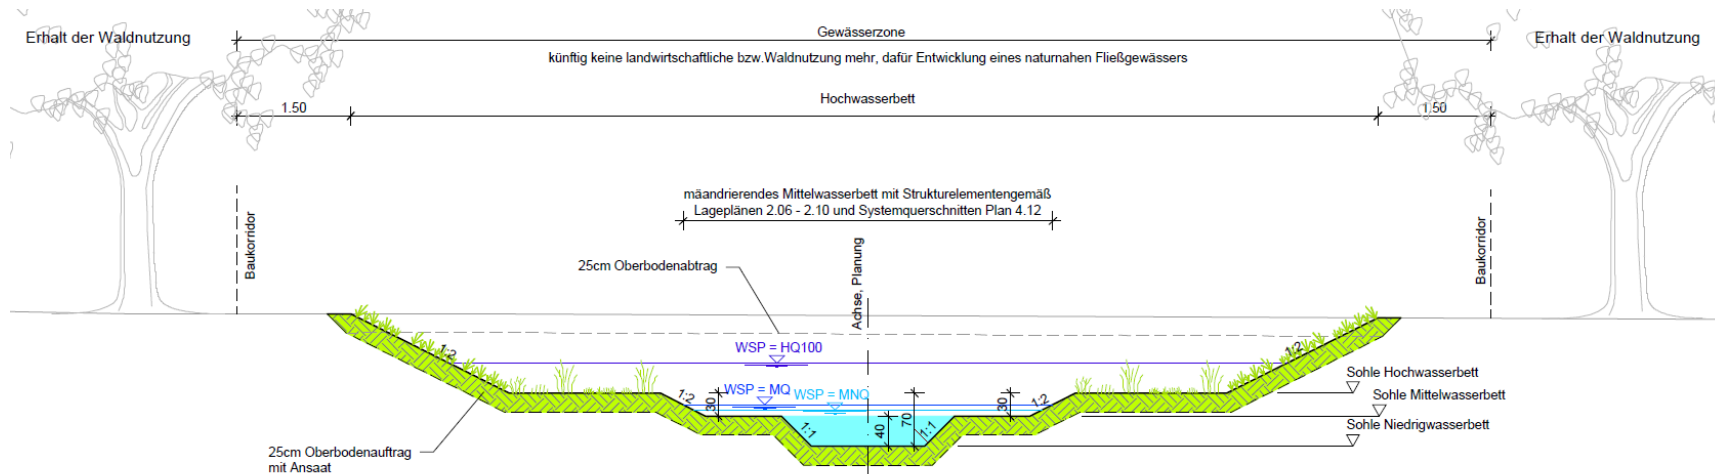 Erhalt der Waldnutzung
Gewässerzone
Erhalt der Waldnutzung
künftig keine landwirtschaftliche bzw.Waldnutzung mehr, dafür Entwicklung eines naturnahen Fließgewässers
1.50
Hochwasserbett
1.50
mäandrierendes Mittelwasserbett mit Strukturelementengemäß
Lageplänen 2.06 - 2.10 und Systemquerschnitten Plan 4.12
Baukorridor
Achse, Planung
Baukorridor
25cm Oberbodenabtrag
WSP = HQ100
1:2
1:2
WSP = MQ
WSP = MNQ
1:2
30
70
30
1:2
40
1:1
1:1
Sohle Hochwasserbett
Sohle Mittelwasserbett
Sohle Niedrigwasserbett
25cm Oberbodenauftrag
mit Ansaat